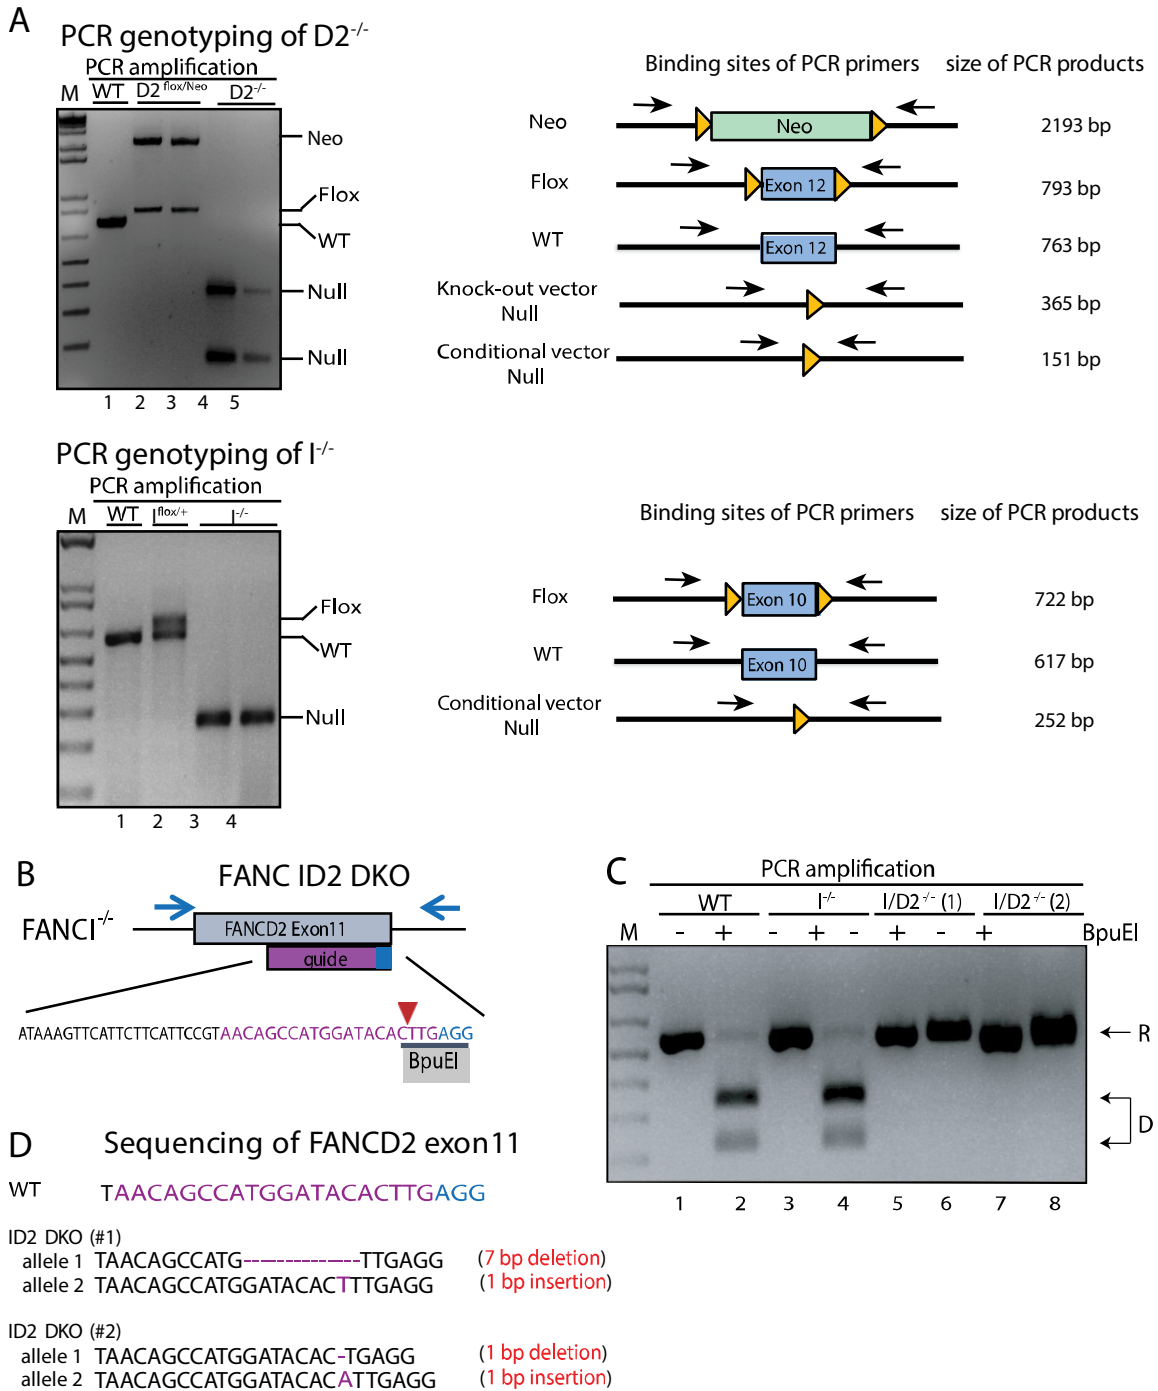 A
PCR genotyping of D2-/-
PCR amplification
M WT D2 flox/Neo D2-/-
Neo
Flox
WT
Null
Null
1 2 3 4 5
Binding sites of PCR primers size of PCR products
Neo Neo 2193 bp
Flox Exon 12 793 bp
WT Exon 12 763 bp
Knock-out vector
Null 365 bp
Conditional vector
Null 151 bp
PCR genotyping of I-/-
PCR amplification
M WT I flox/+ I-/-
Flox
WT
Null
1 2 3 4
Binding sites of PCR primers size of PCR products
Flox Exon 10 722 bp
WT Exon 10 617 bp
Conditional vector
Null 252 bp
B
FANC ID2 DKO
FANCI-/-
FANCD2 Exon11
guide
ATAAAGTTCATTCTTCATTCCGTAACAGCCATGGATACACTTGAGG
BpuEI
C
PCR amplification
WT I-/- I/D2-/- (1) I/D2-/- (2)
M - + - + - + - + BpuEI
R
D
1 2 3 4 5 6 7 8
D
Sequencing of FANCD2 exon11
WT TAACAGCCATGGATACACTTGAGG
ID2 DKO (#1)
allele 1 TAACAGCCATG-------TTGAGG (7 bp deletion)
allele 2 TAACAGCCATGGATACACTTTGAGG (1 bp insertion)
ID2 DKO (#2)
allele 1 TAACAGCCATGGATACAC-TGAGG (1 bp deletion)
allele 2 TAACAGCCATGGATACACATTGAGG (1 bp insertion)